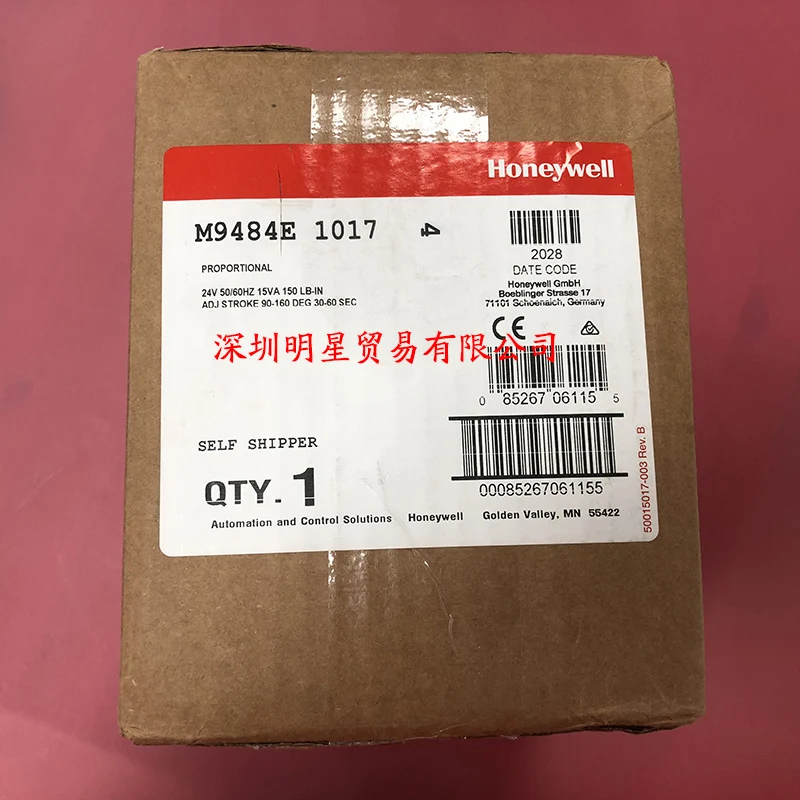 Honeywell
M9484E 1017 4
2028
DATE CODE
PROPORTIONAL
Honeywell GmbH
Boeblinger Strasse 17
71101 Schoenaich, Germany
24V 50/60HZ 15VA 150 LB-IN
ADJ STROKE 90-160 DEG 30-60 SEC
CE
深圳明星贸易有限公司
0 85267 06115 5
SELF SHIPPER
QTY. 1
00085267061155
Automation and Control Solutions Honeywell Golden Valley, MN 55422
50015017-003 Rev. B